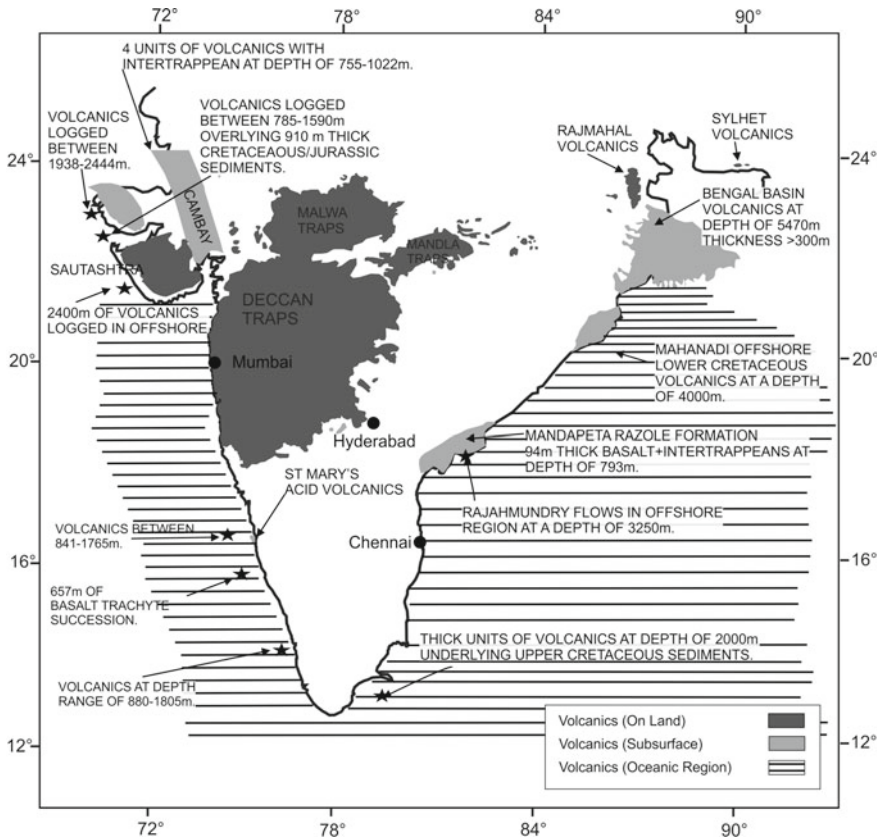 72°
78°
84°
90°
4 UNITS OF VOLCANICS WITH
INTERTRAPPEAN AT DEPTH OF 755-1022m.
VOLCANICS
LOGGED
BETWEEN
1938-2444m.
VOLCANICS LOGGED
BETWEEN
785-1590m
OVERLYING 910 m THICK
CRETACEAOUS/JURASSIC
SEDIMENTS.
RAJMAHAL
VOLCANICS
SYLHET
VOLCANICS
24°
24°
BENGAL BASIN
VOLCANICS AT
DEPTH OF 5470m
THICKNESS >300m
CAMBAY
MALWA
TRAPS
MANDLA
TRAPS
SAUTASHTRA
DECCAN
TRAPS
2400m OF VOLCANICS
LOGGED IN OFFSHORE
20°
Mumbai
20°
MAHANADI OFFSHORE
LOWER CRETACEOUS
VOLCANICS AT A DEPTH
OF 4000m.
Hyderabad
MANDAPETA RAZOLE FORMATION
94m THICK BASALT+INTERTRAPPEANS AT
DEPTH OF 793m.
ST MARY'S
ACID VOLCANICS
RAJAHMUNDRY FLOWS IN OFFSHORE
REGION AT A DEPTH OF 3250m.
VOLCANICS BETWEEN
841-1765m.
Chennai
16°
16°
657m OF
BASALT TRACHYTE
SUCCESSION.
THICK UNITS OF VOLCANICS AT DEPTH OF 2000m
UNDERLYING UPPER CRETACEOUS SEDIMENTS.
VOLCANICS AT DEPTH
RANGE OF 880-1805m.
12°
12°
Volcanics (On Land)
Volcanics (Subsurface)
Volcanics (Oceanic Region)
72°
78°
84°
90°